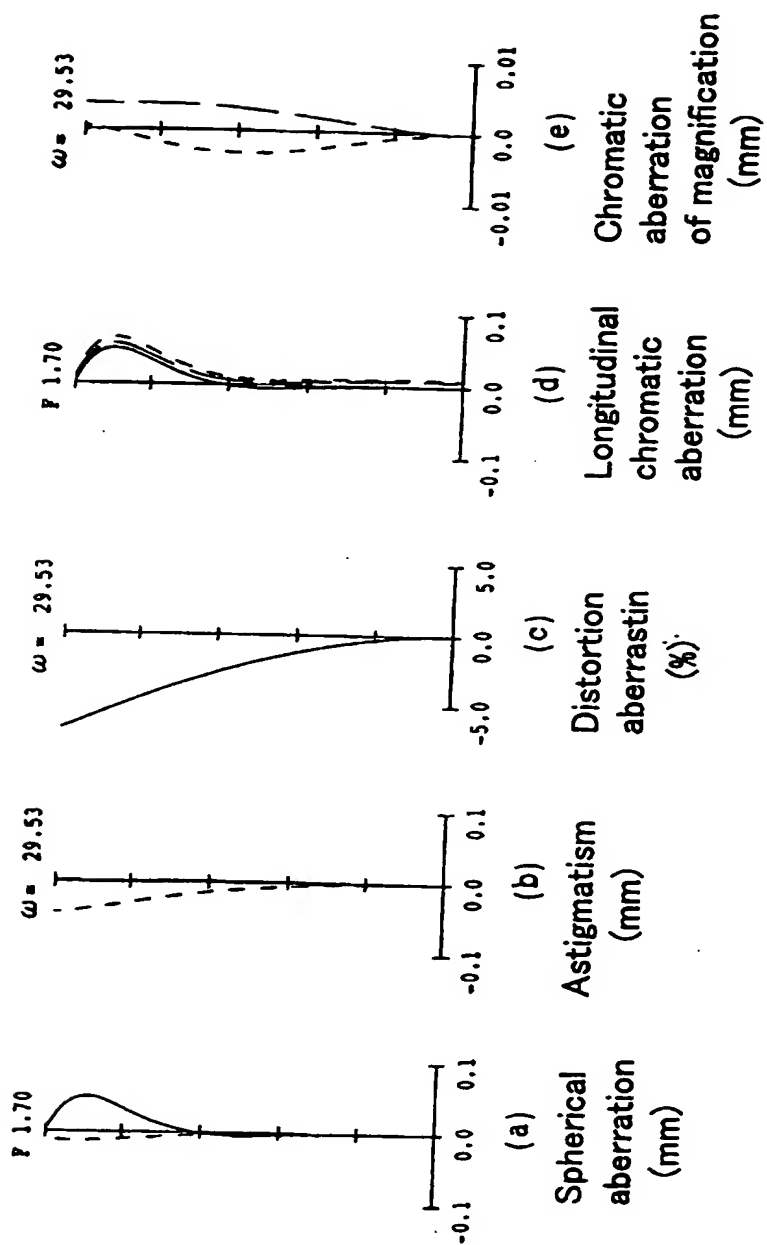 F 1.70
-0.1 0.0 0.1
(a)
Spherical
aberration
(mm)
ω = 29.53
-0.1 0.0 0.1
(b)
Astigmatism
(mm)
ω = 29.53
-5.0 0.0 5.0
(c)
Distortion
aberrastin
(%)
F 1.70
-0.1 0.0 0.1
(d)
Longitudinal
chromatic
aberration
(mm)
ω = 29.53
-0.01 0.0 0.01
(e)
Chromatic
aberration
of magnification
(mm)